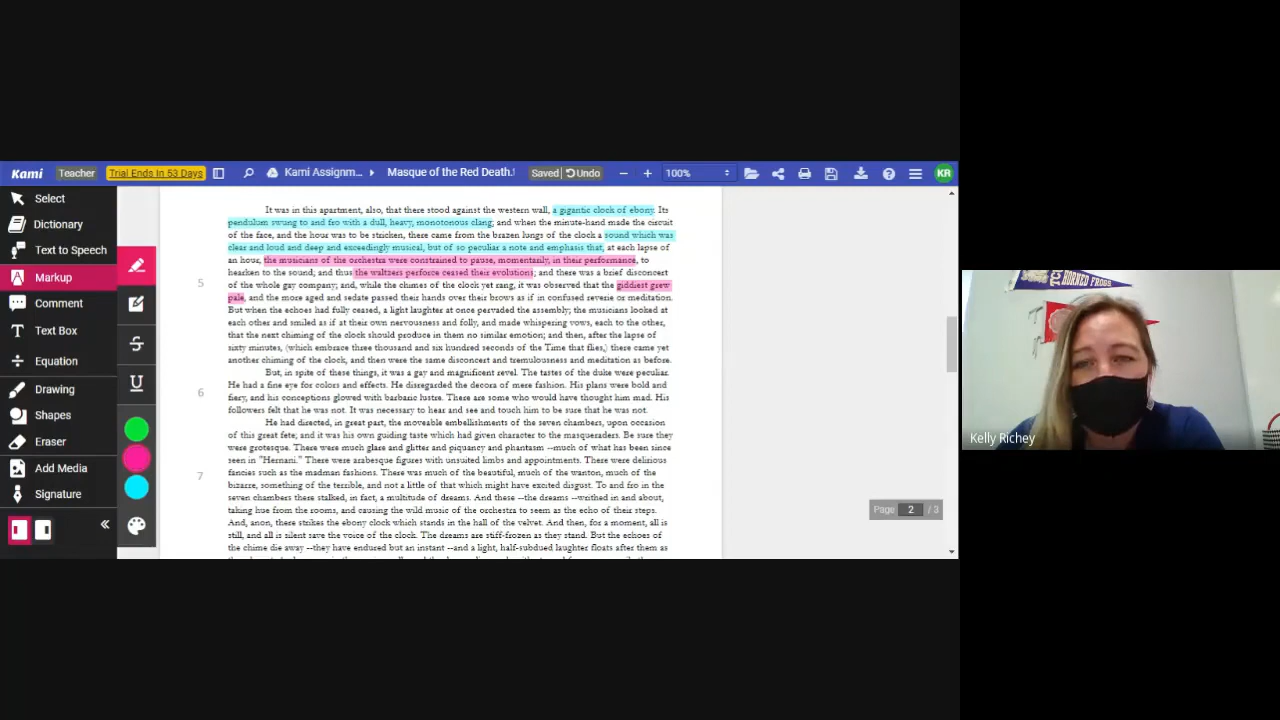 Kami Teacher Trial Ends In 53 Days Kami Assignm... Masque of the Red Death. Saved Undo 100% KR
Select
Dictionary
Text to Speech
Markup
Comment
Text Box
Equation
Drawing
Shapes
Eraser
Add Media
Signature
It was in this apartment, also, that there stood against the western wall, a gigantic clock of ebony. Its
pendulum swung to and fro with a dull, heavy, monotonous clang; and when the minute-hand made the circuit
of the face, and the hour was to be stricken, there came from the brazen lungs of the clock a sound which was
clear and loud and deep and exceedingly musical, but of so peculiar a note and emphasis that, at each lapse of
an hour, the musicians of the orchestra were constrained to pause, momentarily, in their performance, to
hearken to the sound; and thus the waltzers perforce ceased their evolutions; and there was a brief disconcert
5 of the whole gay company; and, while the chimes of the clock yet rang, it was observed that the giddiest grew
pale, and the more aged and sedate passed their hands over their brows as if in confused reverie or meditation.
But when the echoes had fully ceased, a light laughter at once pervaded the assembly; the musicians looked at
each other and smiled as if at their own nervousness and folly, and made whispering vows, each to the other,
that the next chiming of the clock should produce in them no similar emotion; and then, after the lapse of
sixty minutes, (which embrace three thousand and six hundred seconds of the Time that flies,) there came yet
another chiming of the clock, and then were the same disconcert and tremulousness and meditation as before.
But, in spite of these things, it was a gay and magnificent revel. The tastes of the duke were peculiar.
He had a fine eye for colors and effects. He disregarded the decora of mere fashion. His plans were bold and
6 fiery, and his conceptions glowed with barbaric lustre. There are some who would have thought him mad. His
followers felt that he was not. It was necessary to hear and see and touch him to be sure that he was not.
He had directed, in great part, the moveable embellishments of the seven chambers, upon occasion
of this great fete; and it was his own guiding taste which had given character to the masqueraders. Be sure they
were grotesque. There were much glare and glitter and piquancy and phantasm --much of what has been since
seen in "Hernani." There were arabesque figures with unsuited limbs and appointments. There were delirious
7 fancies such as the madman fashions. There was much of the beautiful, much of the wanton, much of the
bizarre, something of the terrible, and not a little of that which might have excited disgust. To and fro in the
seven chambers there stalked, in fact, a multitude of dreams. And these --the dreams --writhed in and about,
taking hue from the rooms, and causing the wild music of the orchestra to seem as the echo of their steps.
And, anon, there strikes the ebony clock which stands in the hall of the velvet. And then, for a moment, all is
still, and all is silent save the voice of the clock. The dreams are stiff-frozen as they stand. But the echoes of
the chime die away --they have endured but an instant --and a light, half-subdued laughter floats after them as
Page 2 / 3
HORNED FROGS
Kelly Richey